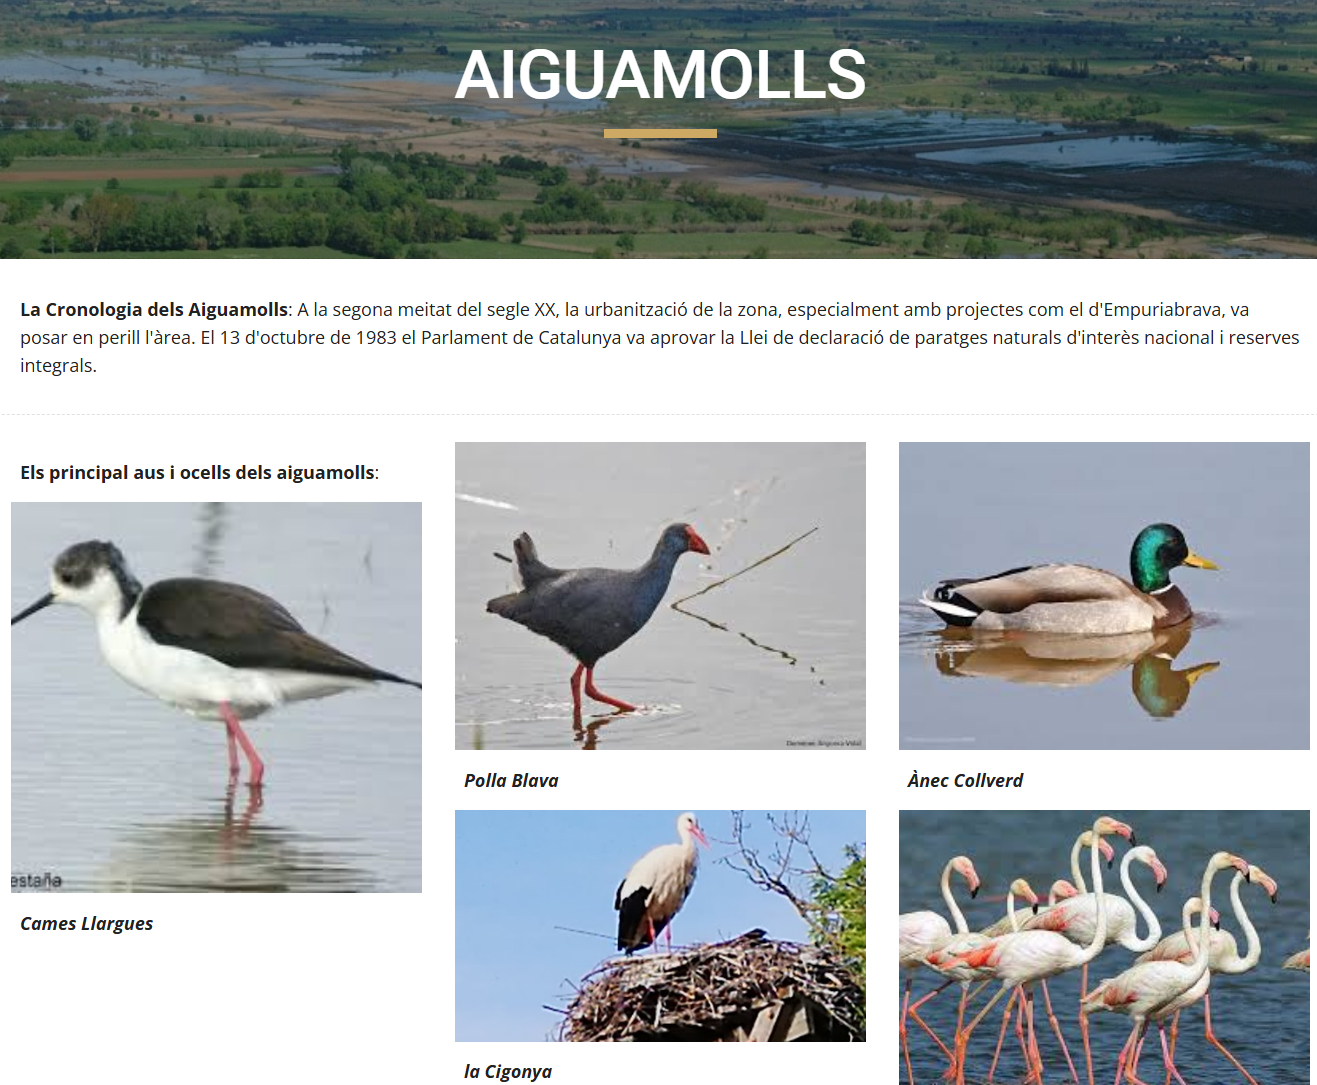 AIGUAMOLLS
La Cronologia dels Aiguamolls: A la segona meitat del segle XX, la urbanització de la zona, especialment amb projectes com el d'Empuriabrava, va
posar en perill l'àrea. El 13 d'octubre de 1983 el Parlament de Catalunya va aprovar la Llei de declaració de paratges naturals d'interès nacional i reserves
integrals.
Els principal aus i ocells dels aiguamolls:
estaña
Cames Llargues
Polla Blava
Ànec Collverd
la Cigonya